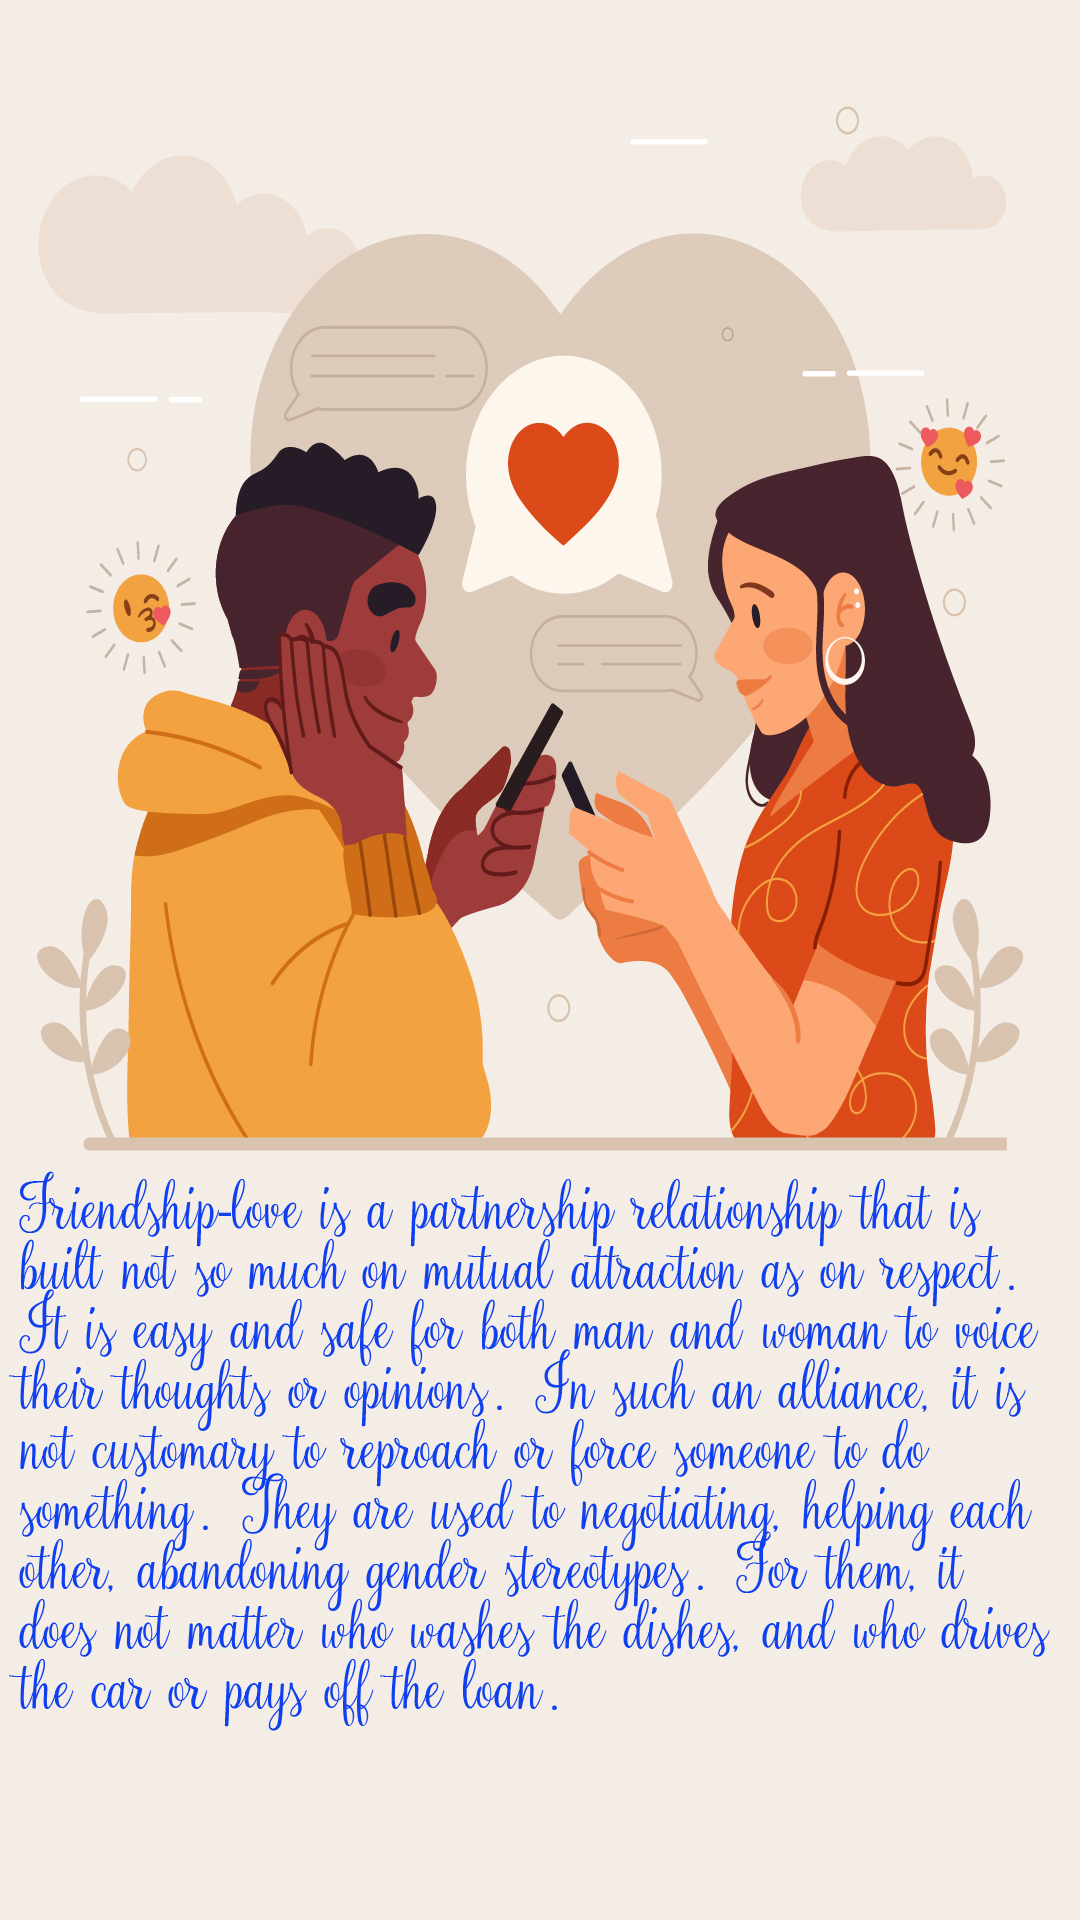 Friendship-love is a partnership relationship that is
built not so much on mutual attraction as on respect.
It is easy and safe for both man and woman to voice
their thoughts or opinions. In such an alliance, it is
not customary to reproach or force someone to do
something. They are used to negotiating, helping each
other, abandoning gender stereotypes. For them, it
does not matter who washes the dishes, and who drives
the car or pays off the loan.